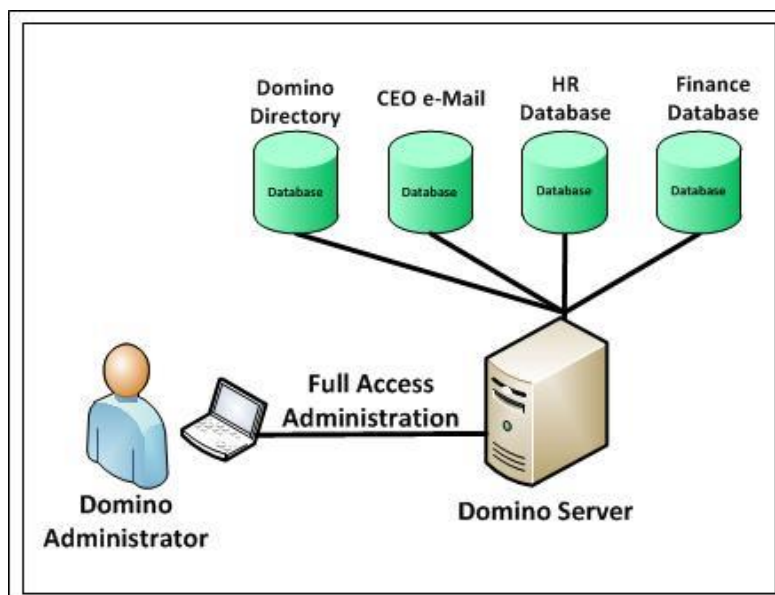 Domino
Directory
CEO e-Mail
HR
Database
Finance
Database
Database
Database
Database
Database
Full Access
Administration
Domino
Administrator
Domino Server